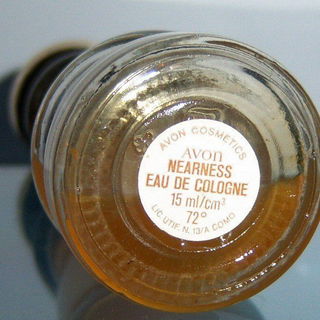 AVON COSMETICS
AVON
NEARNESS
EAU DE COLOGNE
15 ml/cm³
72°
LIC. UTIF. N. 13/A COMO